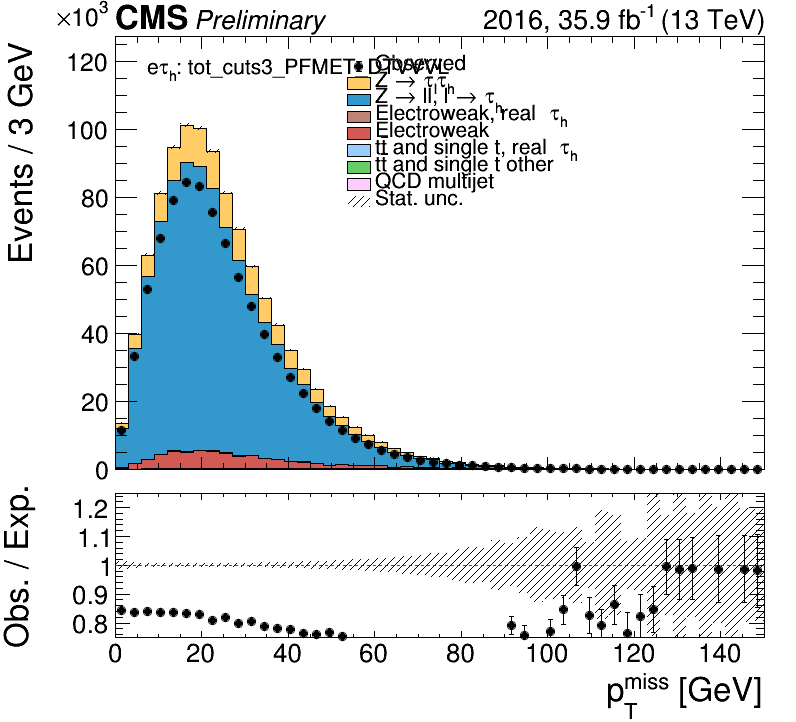 ×10³ CMS Preliminary 2016, 35.9 fb⁻¹ (13 TeV)
Events / 3 GeV
120
100
80
60
40
20
0
eτh: tot_cuts3_PFMET
Observed
Z → τlτh
Z → ll, l → τh
Electroweak, real τh
Electroweak
tt̄ and single t, real τh
tt̄ and single t other
QCD multijet
Stat. unc.
Obs. / Exp.
1.2
1.1
1
0.9
0.8
0 20 40 60 80 100 120 140
pTmiss [GeV]